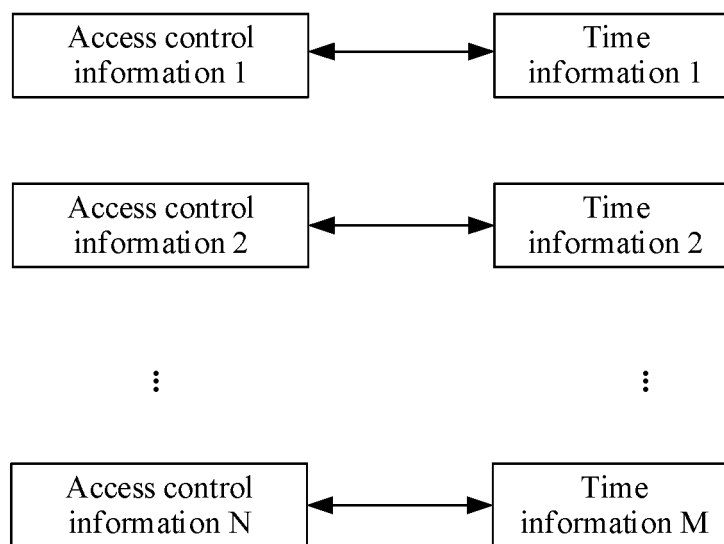 Access control
information 1
Time
information 1
Access control
information 2
Time
information 2
⋮
⋮
Access control
information N
Time
information M